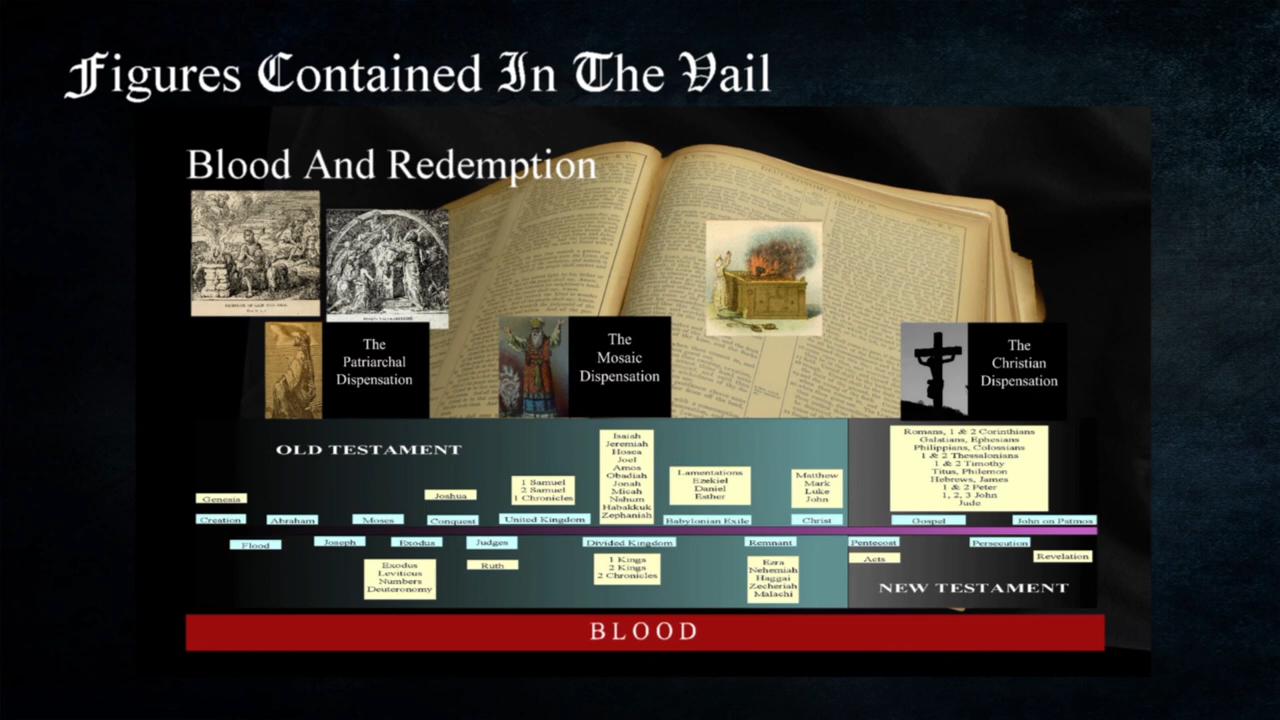 Figures Contained In The Vail
Blood And Redemption
The
Patriarchal
Dispensation
The
Mosaic
Dispensation
The
Christian
Dispensation
OLD TESTAMENT
Genesis
Creation
Flood
Abraham
Joseph
Moses
Exodus
Exodus
Leviticus
Numbers
Deuteronomy
Joshua
Conquest
Judges
Ruth
1 Samuel
2 Samuel
1 Chronicles
United Kingdom
Isaiah
Jeremiah
Hosea
Joel
Amos
Obadiah
Jonah
Micah
Nahum
Habakkuk
Zephaniah
Divided Kingdom
1 Kings
2 Kings
2 Chronicles
Lamentations
Ezekiel
Daniel
Esther
Babylonian Exile
Remnant
Ezra
Nehemiah
Haggai
Zecheriah
Malachi
Matthew
Mark
Luke
John
Christ
Romans, 1 & 2 Corinthians
Galatians, Ephesians
Philippians, Colossians
1 & 2 Thessalonians
1 & 2 Timothy
Titus, Philemon
Hebrews, James
1 & 2 Peter
1, 2, 3 John
Jude
Gospel
John on Patmos
Pentecost
Acts
Persecution
Revelation
NEW TESTAMENT
BLOOD